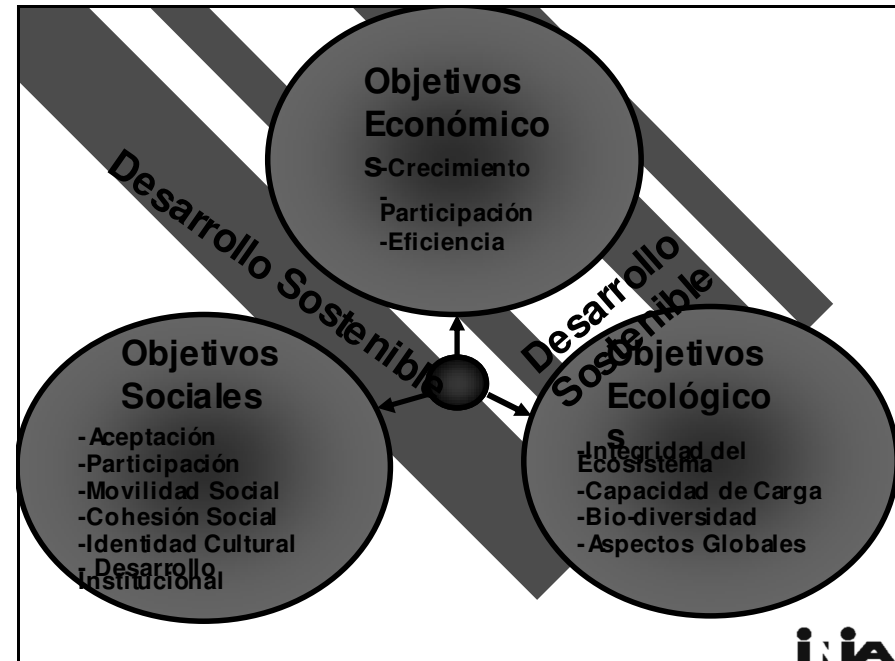 Objetivos
Económico
s
-Crecimiento
-
Participación
-Eficiencia
Desarrollo Sostenible
Desarrollo
Sostenible
Objetivos
Sociales
-Aceptación
-Participación
-Movilidad Social
-Cohesión Social
-Identidad Cultural
- Desarrollo
Institucional
Objetivos
Ecológico
s
-Integridad del
Ecosistema
-Capacidad de Carga
-Bio-diversidad
-Aspectos Globales
INIA